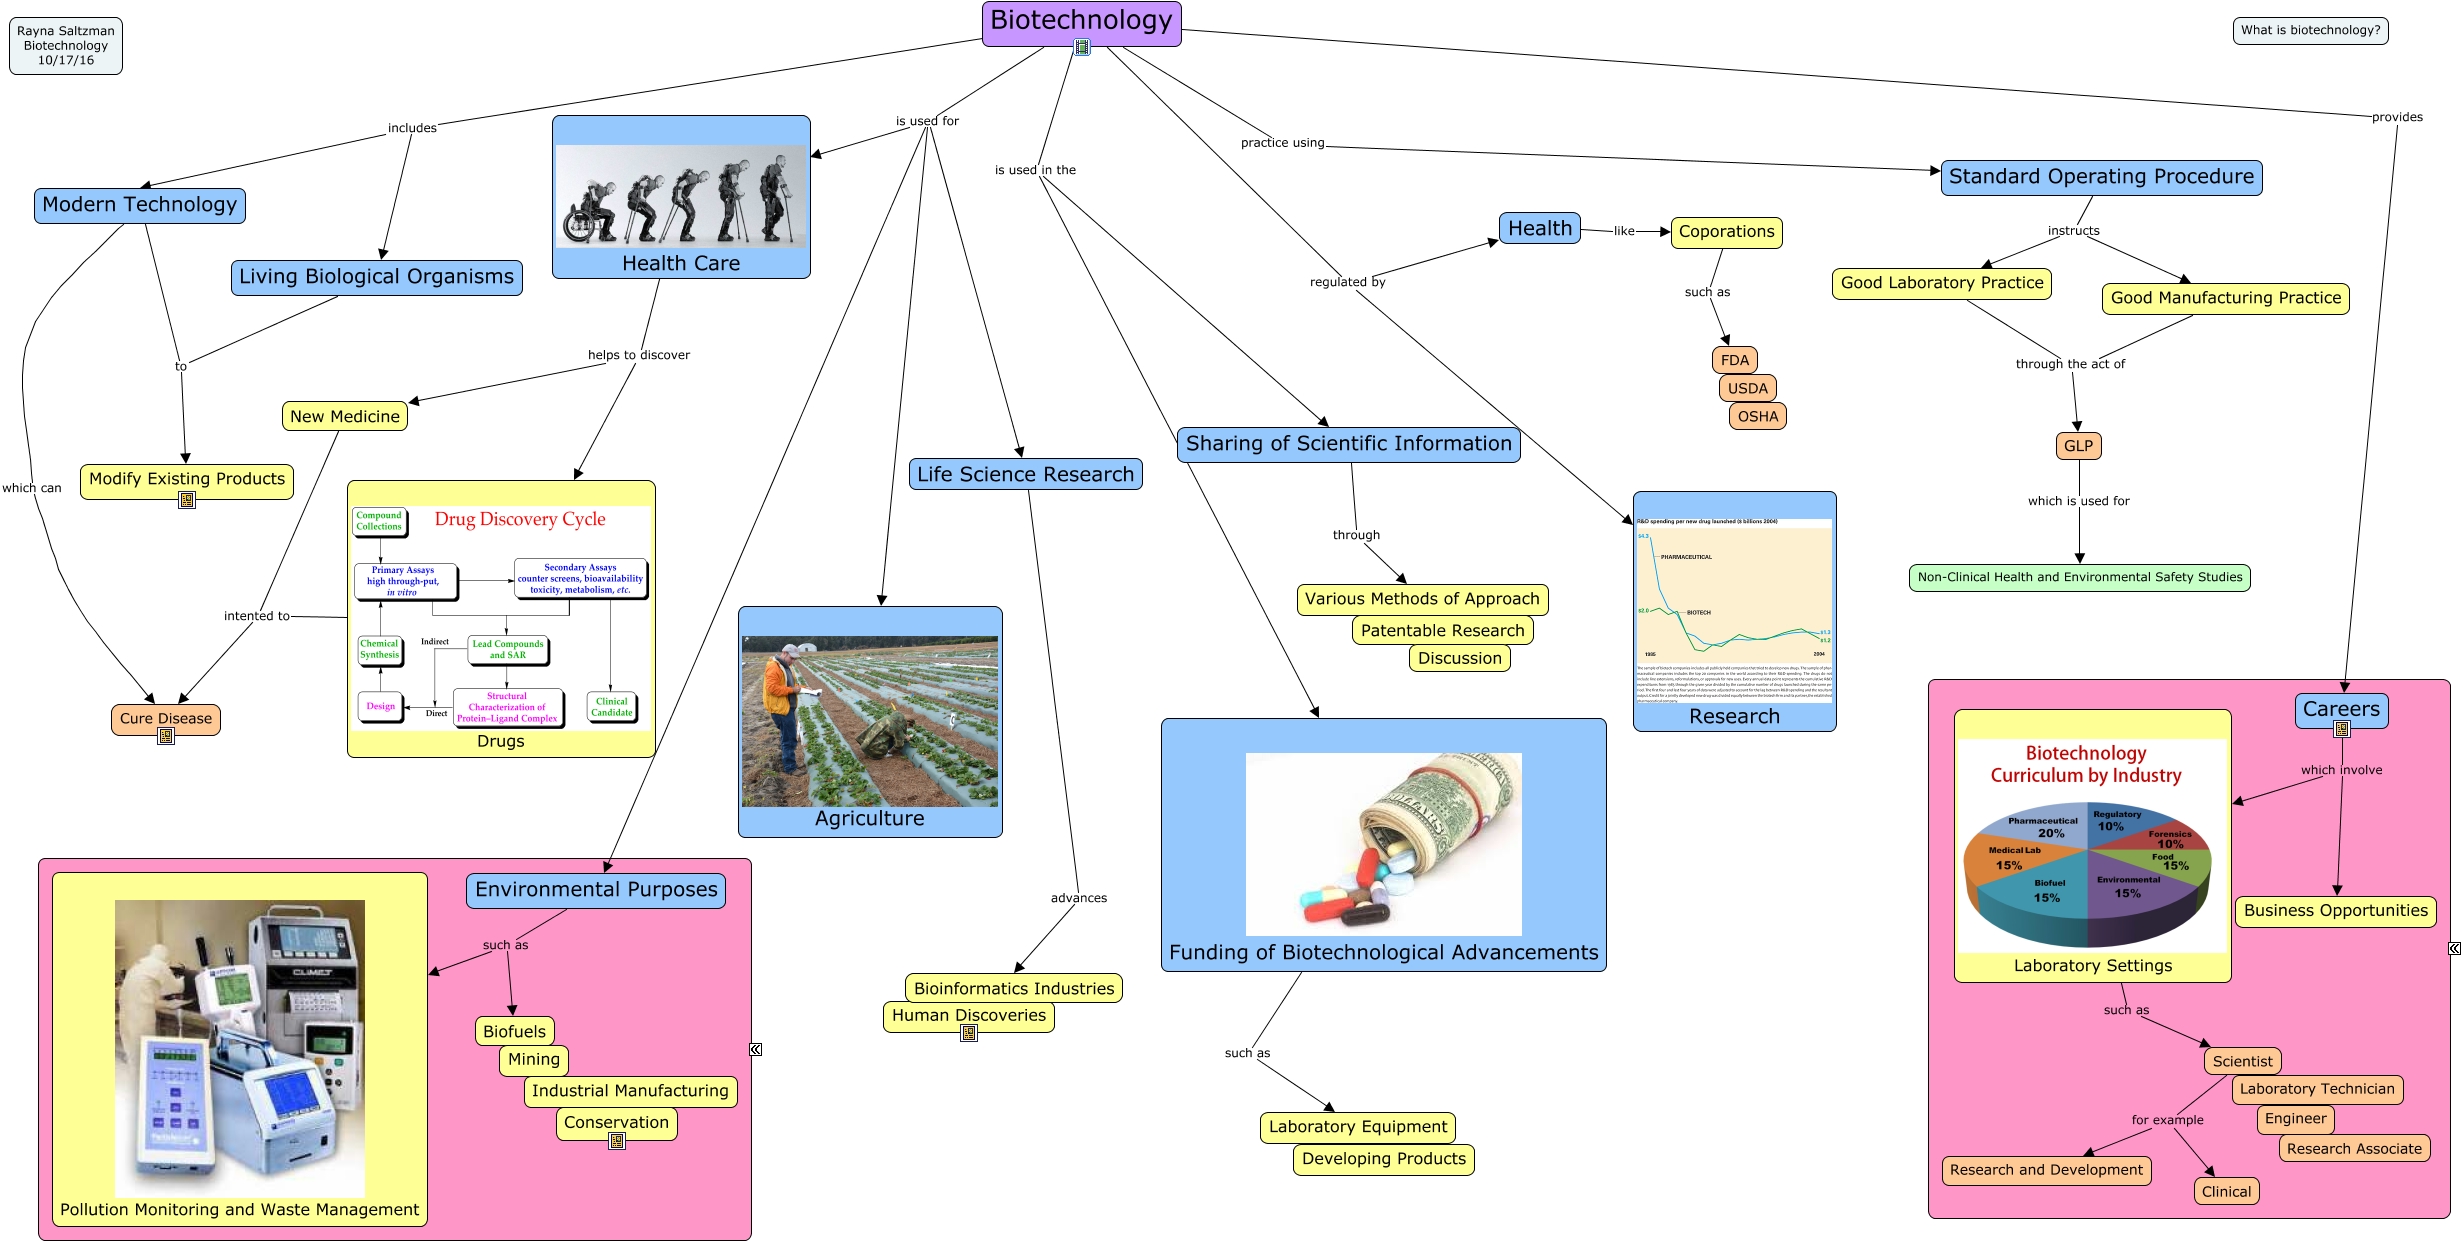 Biotechnology
Rayna Saltzman
Biotechnology
10/17/16
What is biotechnology?
includes
is used for
is used in the
practice using
provides
regulated by
Modern Technology
Living Biological Organisms
Health Care
Health
like
Coporations
such as
FDA
USDA
OSHA
Standard Operating Procedure
instructs
Good Laboratory Practice
Good Manufacturing Practice
through the act of
GLP
which is used for
Non-Clinical Health and Environmental Safety Studies
to
which can
Modify Existing Products
helps to discover
New Medicine
intented to
Cure Disease
Drug Discovery Cycle
Compound
Collections
Primary Assays
high through-put,
in vitro
Secondary Assays
counter screens, bioavailability
toxicity, metabolism, etc.
Chemical
Synthesis
Indirect
Lead Compounds
and SAR
Design
Direct
Structural
Characterization of
Protein–Ligand Complex
Clinical
Candidate
Drugs
Life Science Research
advances
Bioinformatics Industries
Human Discoveries
Agriculture
Sharing of Scientific Information
through
Various Methods of Approach
Patentable Research
Discussion
R&D spending per new drug launched ($ billions 2004)
$4.3
PHARMACEUTICAL
$2.0
BIOTECH
$1.3
$1.2
1985
2004
Research
Funding of Biotechnological Advancements
such as
Laboratory Equipment
Developing Products
Environmental Purposes
such as
CLIMET
Pollution Monitoring and Waste Management
Biofuels
Mining
Industrial Manufacturing
Conservation
Careers
which involve
Biotechnology
Curriculum by Industry
Pharmaceutical
20%
Regulatory
10%
Forensics
10%
Food
15%
Medical Lab
15%
Biofuel
15%
Environmental
15%
Laboratory Settings
Business Opportunities
such as
Scientist
Laboratory Technician
Engineer
Research Associate
for example
Research and Development
Clinical